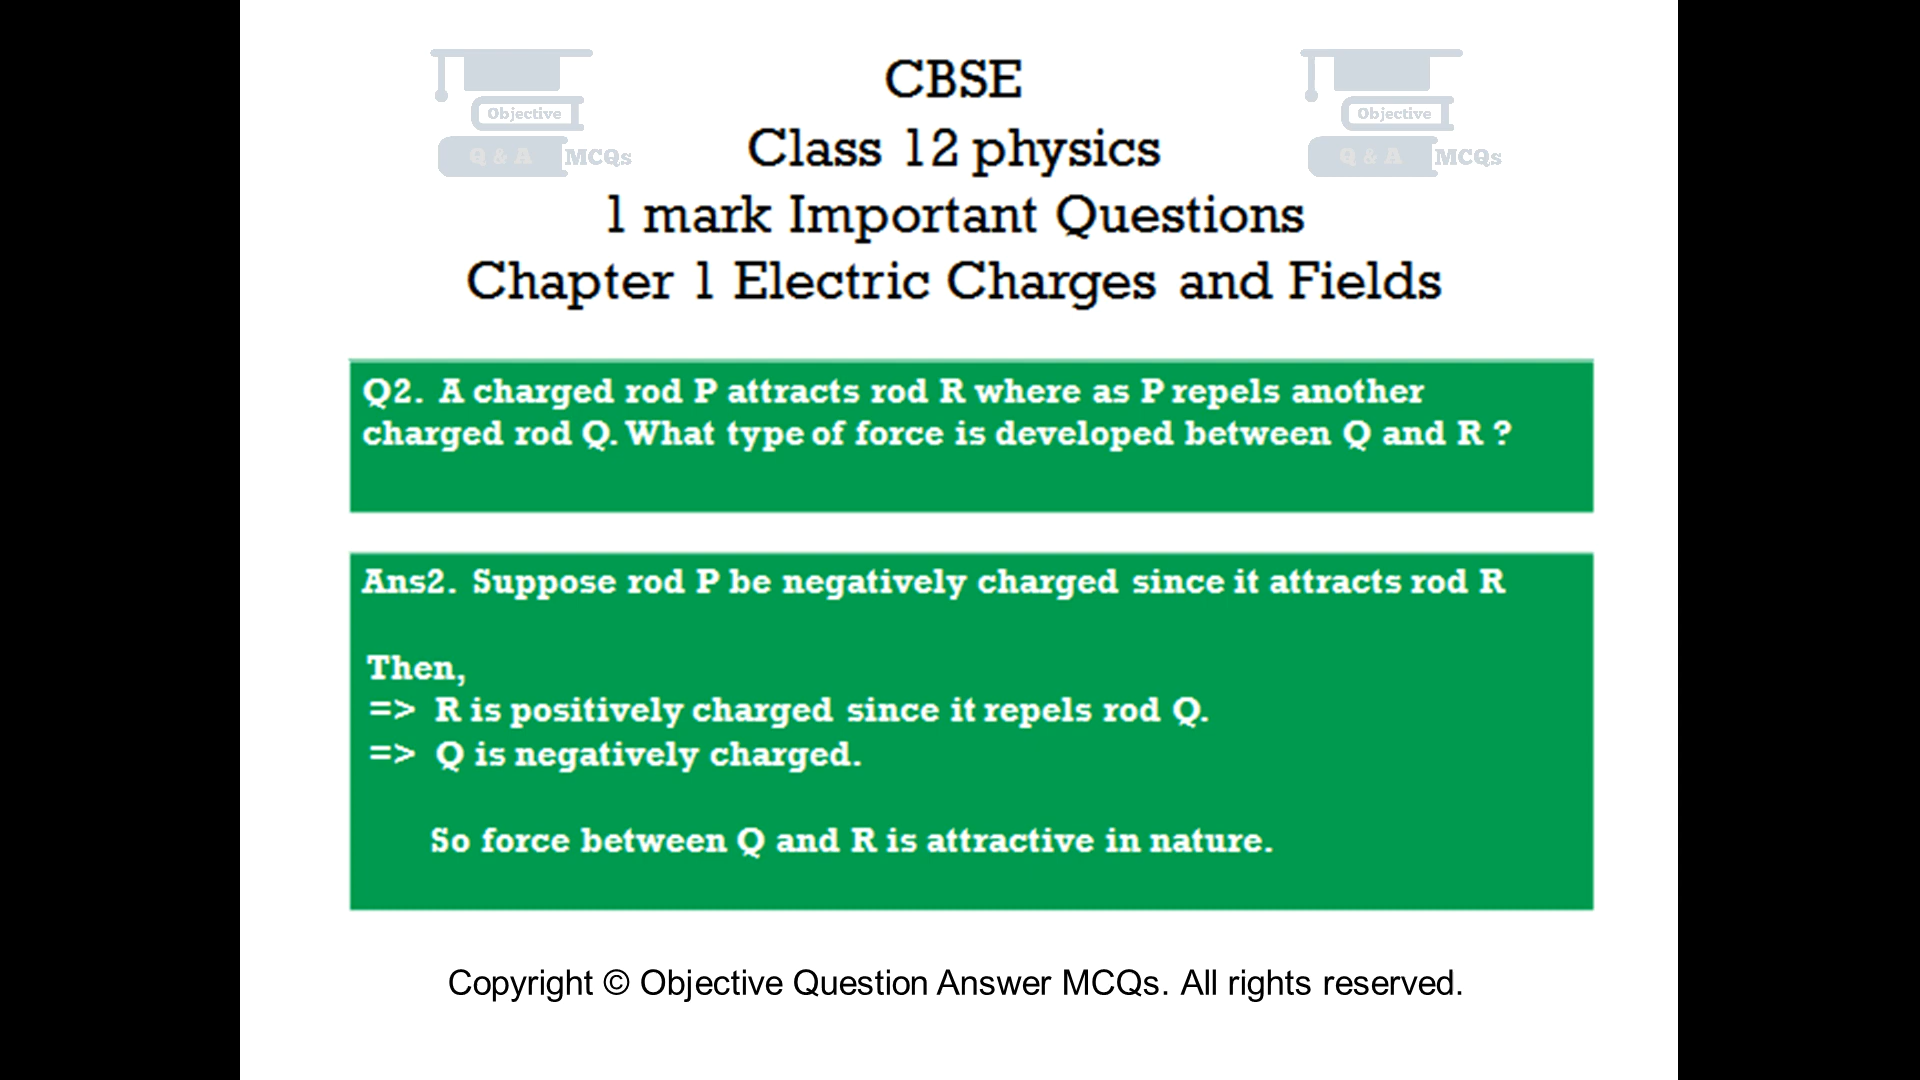 CBSE
Class 12 physics
1 mark Important Questions
Chapter 1 Electric Charges and Fields
Objective
Q & A MCQs
Objective
Q & A MCQs
Q2. A charged rod P attracts rod R where as P repels another
charged rod Q. What type of force is developed between Q and R ?
Ans2. Suppose rod P be negatively charged since it attracts rod R
Then,
=> R is positively charged since it repels rod Q.
=> Q is negatively charged.
So force between Q and R is attractive in nature.
Copyright © Objective Question Answer MCQs. All rights reserved.